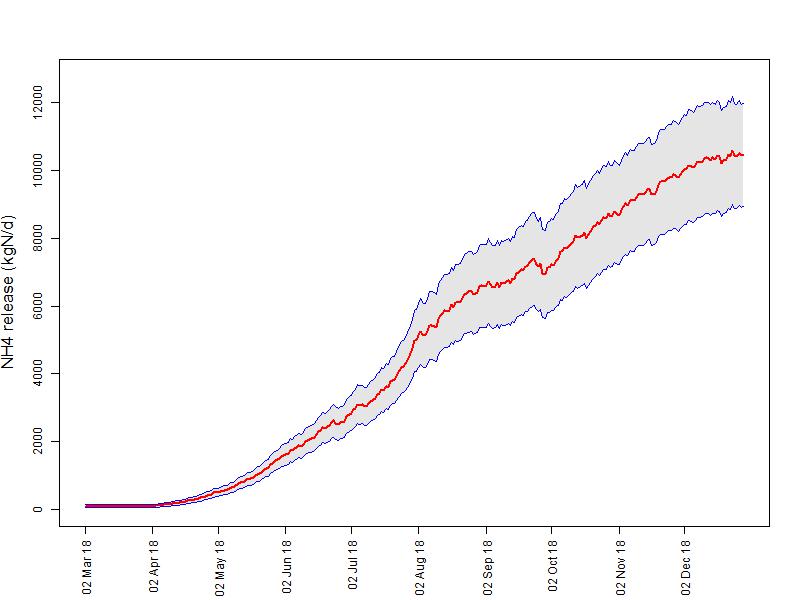 NH4 release (kgN/d)
12000
10000
8000
6000
4000
2000
0
02 Mar 18
02 Apr 18
02 May 18
02 Jun 18
02 Jul 18
02 Aug 18
02 Sep 18
02 Oct 18
02 Nov 18
02 Dec 18